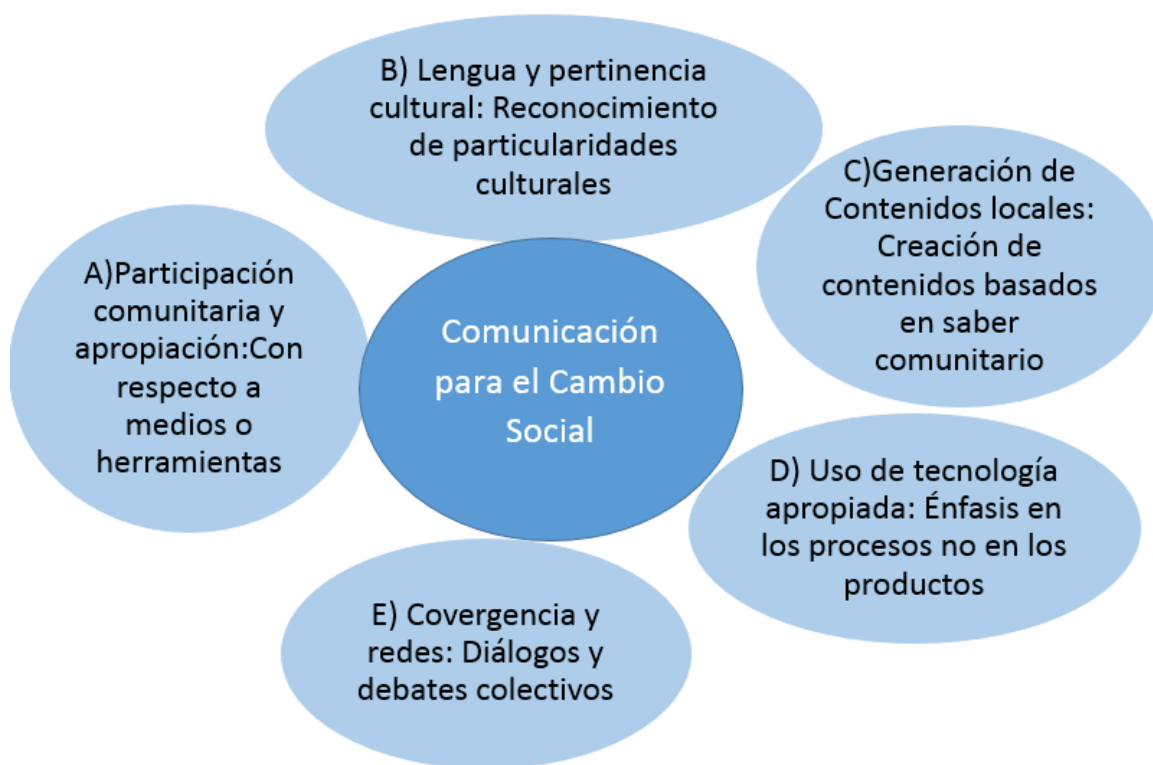 B) Lengua y pertinencia
cultural: Reconocimiento
de particularidades
culturales
C)Generación de
Contenidos locales:
Creación de
contenidos basados
en saber
comunitario
A)Participación
comunitaria y
apropiación:Con
respecto a
medios o
herramientas
Comunicación
para el Cambio
Social
D) Uso de tecnología
apropiada: Énfasis en
los procesos no en los
productos
E) Covergencia y
redes: Diálogos y
debates colectivos